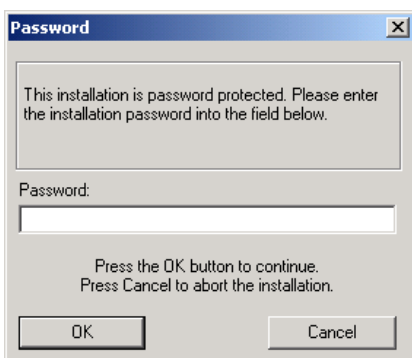 Password
This installation is password protected. Please enter
the installation password into the field below.
Password:
Press the OK button to continue.
Press Cancel to abort the installation.
OK
Cancel